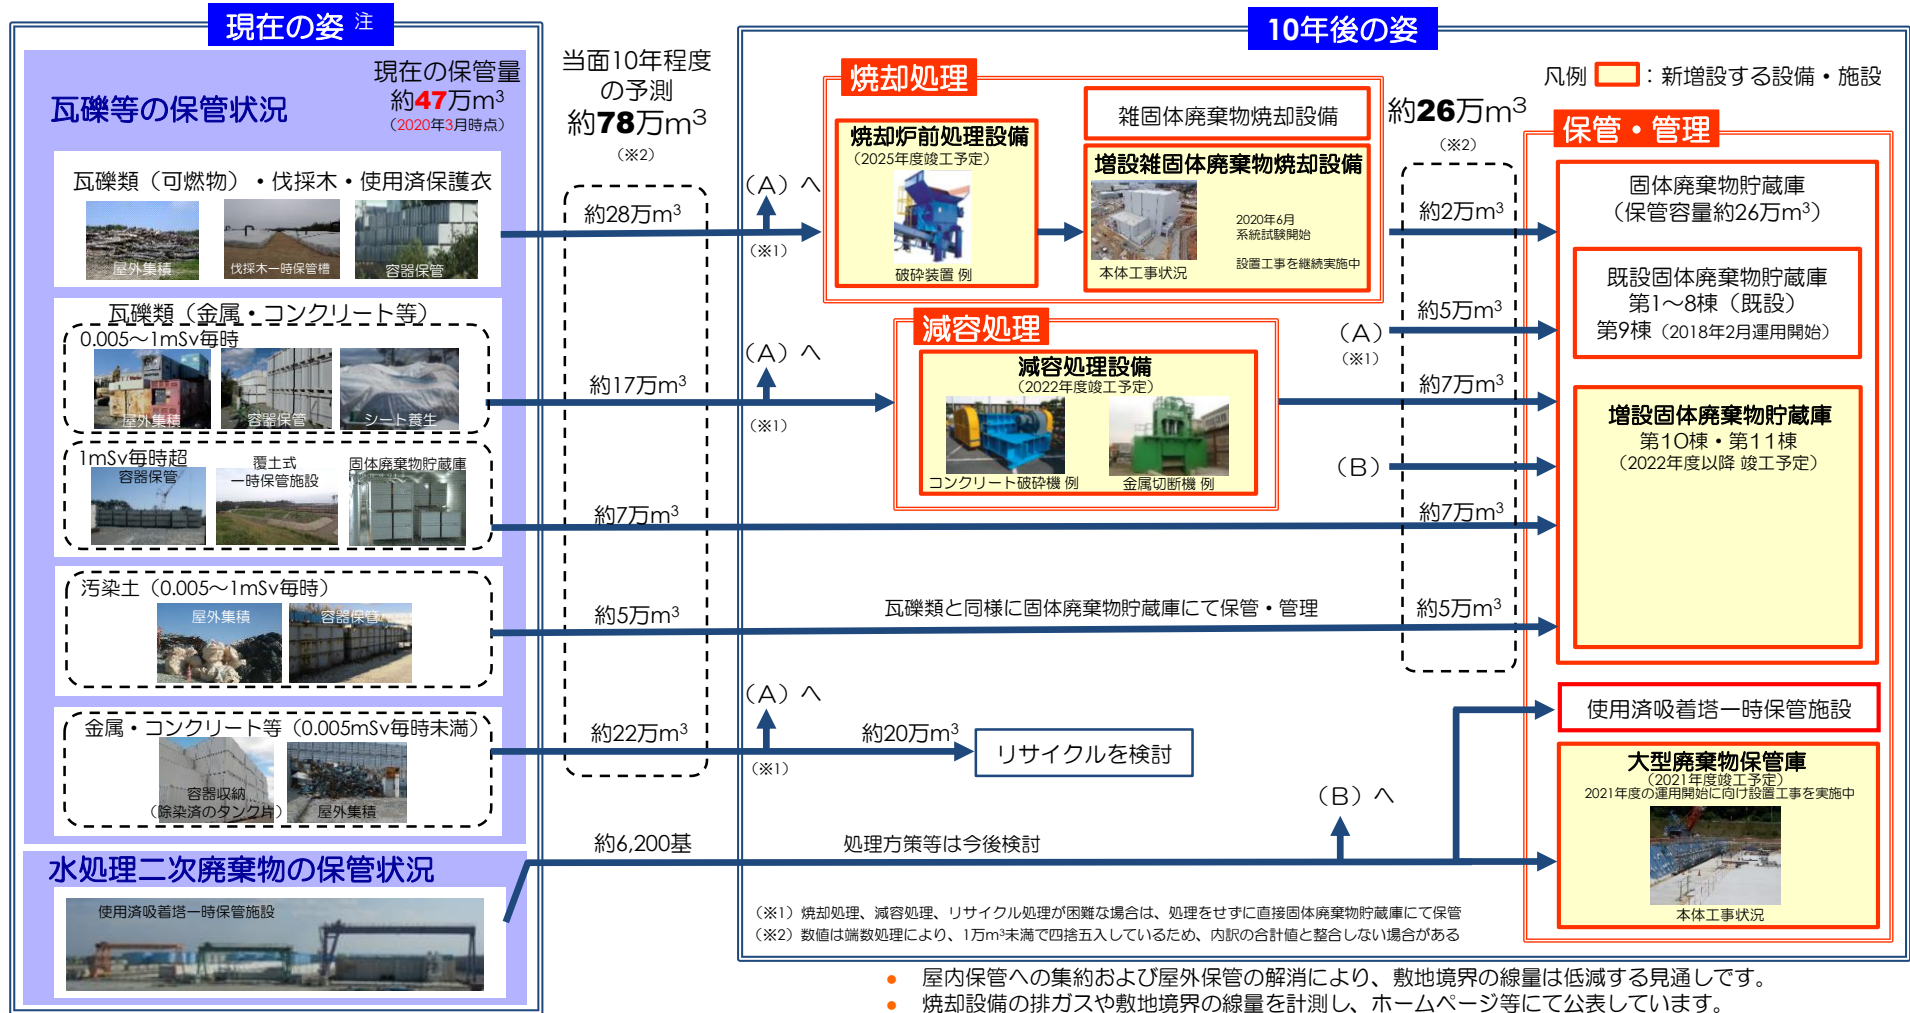 現在の姿 注
現在の保管量
約47万m³
（2020年3月時点）
瓦礫等の保管状況
瓦礫類（可燃物）・伐採木・使用済保護衣
屋外集積
伐採木一時保管槽
容器保管
瓦礫類（金属・コンクリート等）
0.005～1mSv毎時
屋外集積
容器保管
シート養生
1mSv毎時超
容器保管
覆土式
一時保管施設
固体廃棄物貯蔵庫
汚染土（0.005～1mSv毎時）
屋外集積
容器保管
金属・コンクリート等（0.005mSv毎時未満）
容器収納
（除染済のタンク片）
屋外集積
水処理二次廃棄物の保管状況
使用済吸着塔一時保管施設
当面10年程度
の予測
約78万m³
（※2）
約28万m³
約17万m³
約7万m³
約5万m³
約22万m³
約6,200基
10年後の姿
凡例 ：新増設する設備・施設
（A）へ
（※1）
焼却処理
焼却炉前処理設備
（2025年度竣工予定）
破砕装置 例
雑固体廃棄物焼却設備
増設雑固体廃棄物焼却設備
2020年6月
系統試験開始
設置工事を継続実施中
本体工事状況
（A）へ
（※1）
減容処理
減容処理設備
（2022年度竣工予定）
コンクリート破砕機 例
金属切断機 例
瓦礫類と同様に固体廃棄物貯蔵庫にて保管・管理
（A）へ
（※1）
約20万m³
リサイクルを検討
処理方策等は今後検討
（B）へ
約26万m³
（※2）
約2万m³
約5万m³
（A）
（※1）
約7万m³
（B）
約7万m³
約5万m³
保管・管理
固体廃棄物貯蔵庫
（保管容量約26万m³）
既設固体廃棄物貯蔵庫
第1～8棟（既設）
第9棟（2018年2月運用開始）
増設固体廃棄物貯蔵庫
第10棟・第11棟
（2022年度以降 竣工予定）
使用済吸着塔一時保管施設
大型廃棄物保管庫
（2021年度竣工予定）
2021年度の運用開始に向け設置工事を実施中
本体工事状況
（※1）焼却処理、減容処理、リサイクル処理が困難な場合は、処理をせずに直接固体廃棄物貯蔵庫にて保管
（※2）数値は端数処理により、1万m³未満で四捨五入しているため、内訳の合計値と整合しない場合がある
● 屋内保管への集約および屋外保管の解消により、敷地境界の線量は低減する見通しです。
● 焼却設備の排ガスや敷地境界の線量を計測し、ホームページ等にて公表しています。